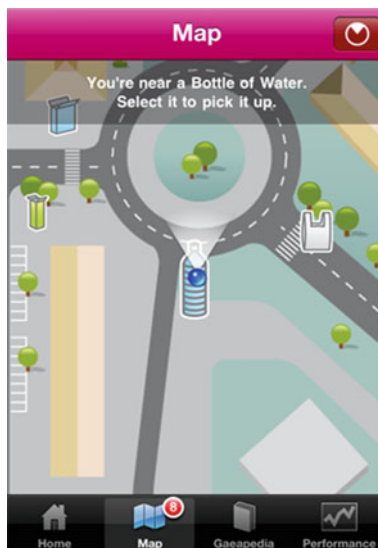 Map
You're near a Bottle of Water.
Select it to pick it up.
8
Home
Map
Gaeapedia
Performance